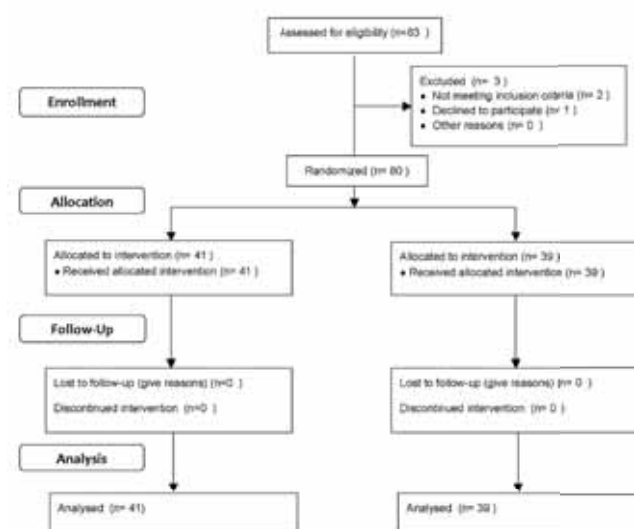 Assessed for eligibility (n=83 )
Enrollment
Excluded (n= 3 )
• Not meeting inclusion criteria (n= 2 )
• Declined to participate (n= 1 )
• Other reasons (n= 0 )
Randomized (n= 80 )
Allocation
Allocated to intervention (n= 41 )
• Received allocated intervention (n= 41 )
Allocated to intervention (n= 39 )
• Received allocated intervention (n= 39 )
Follow-Up
Lost to follow-up (give reasons) (n=0 )
Discontinued intervention (n=0 )
Lost to follow-up (give reasons) (n= 0 )
Discontinued intervention (n= 0 )
Analysis
Analysed (n= 41)
Analysed (n= 39 )